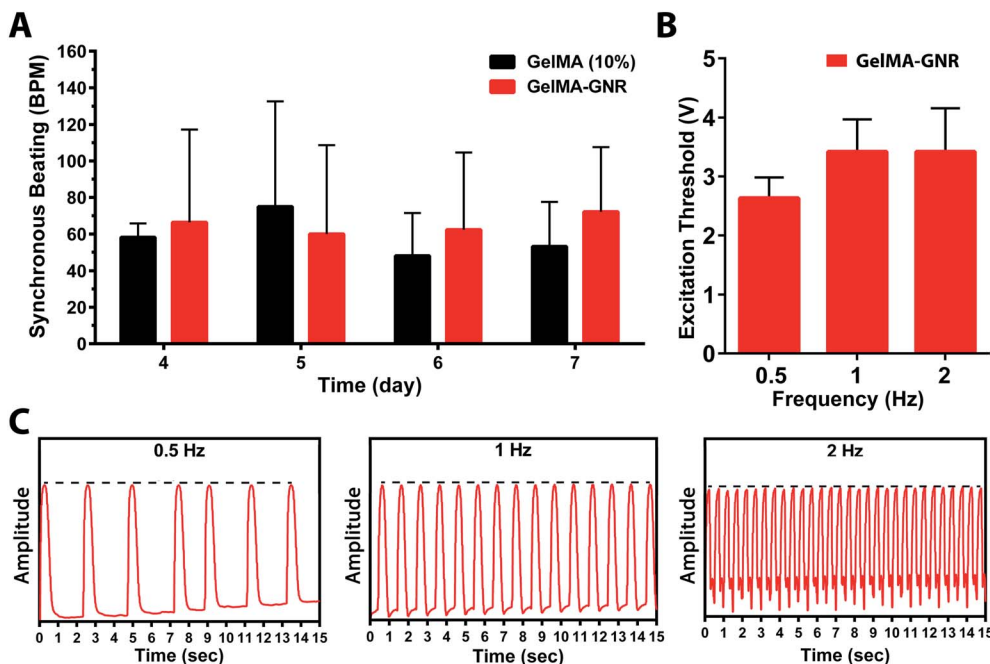 A
Synchronous Beating (BPM)
160
140
120
100
80
60
40
20
0
GelMA (10%)
GelMA-GNR
4 5 6 7
Time (day)
B
Excitation Threshold (V)
5
4
3
2
1
0
GelMA-GNR
0.5 1 2
Frequency (Hz)
C
0.5 Hz
Amplitude
0 1 2 3 4 5 6 7 8 9 10 11 12 13 15
Time (sec)
1 Hz
Amplitude
0 1 2 3 4 5 6 7 8 9 10 11 12 13 15
Time (sec)
2 Hz
Amplitude
0 1 2 3 4 5 6 7 8 9 10 11 12 13 15
Time (sec)